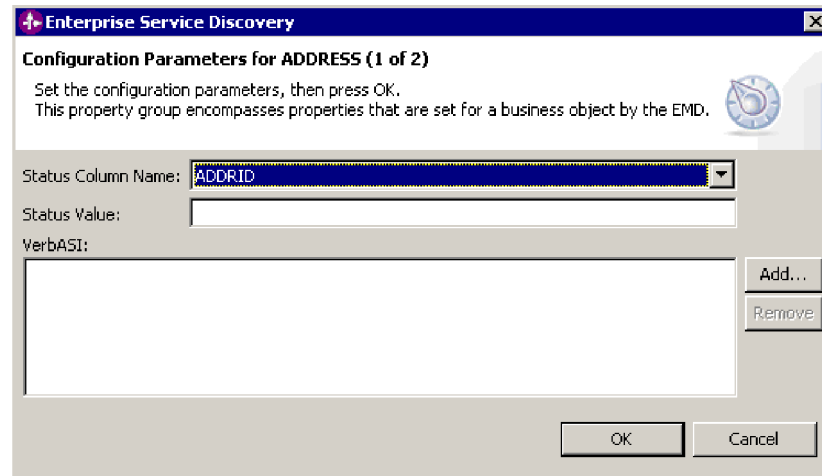 Enterprise Service Discovery
Configuration Parameters for ADDRESS (1 of 2)
Set the configuration parameters, then press OK.
This property group encompasses properties that are set for a business object by the EMD.
Status Column Name: ADDRID
Status Value:
VerbASI:
Add...
Remove
OK Cancel